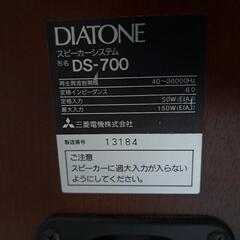 DIATONE
スピーカーシステム
形名 DS-700
再生周波数範囲 40~30000Hz
定格インピーダンス 6Ω
定格入力 50W(EIAJ)
最大入力 150W(EIAJ)
三菱電機株式会社
製造番号 13184
ご注意
スピーカーに過大入力が入らない
ようにしてください。